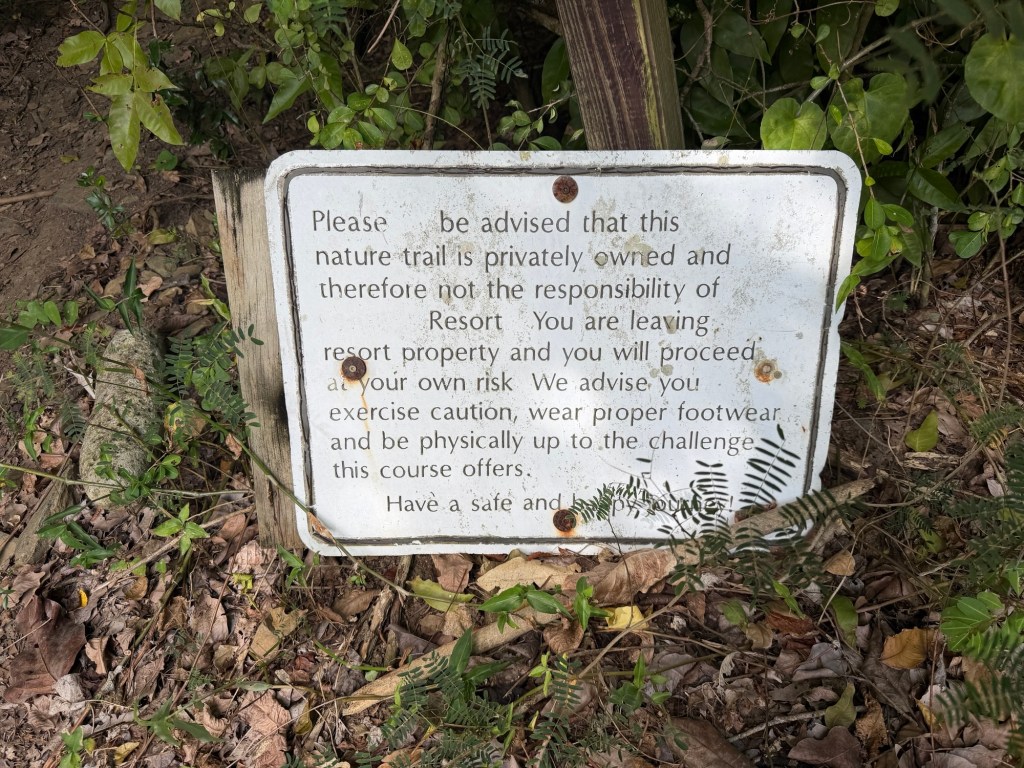 Please be advised that this
nature trail is privately owned and
therefore not the responsibility of
Resort You are leaving
resort property and you will proceed
at your own risk We advise you
exercise caution, wear proper footwear
and be physically up to the challenge
this course offers.
Have a safe and happy journey!